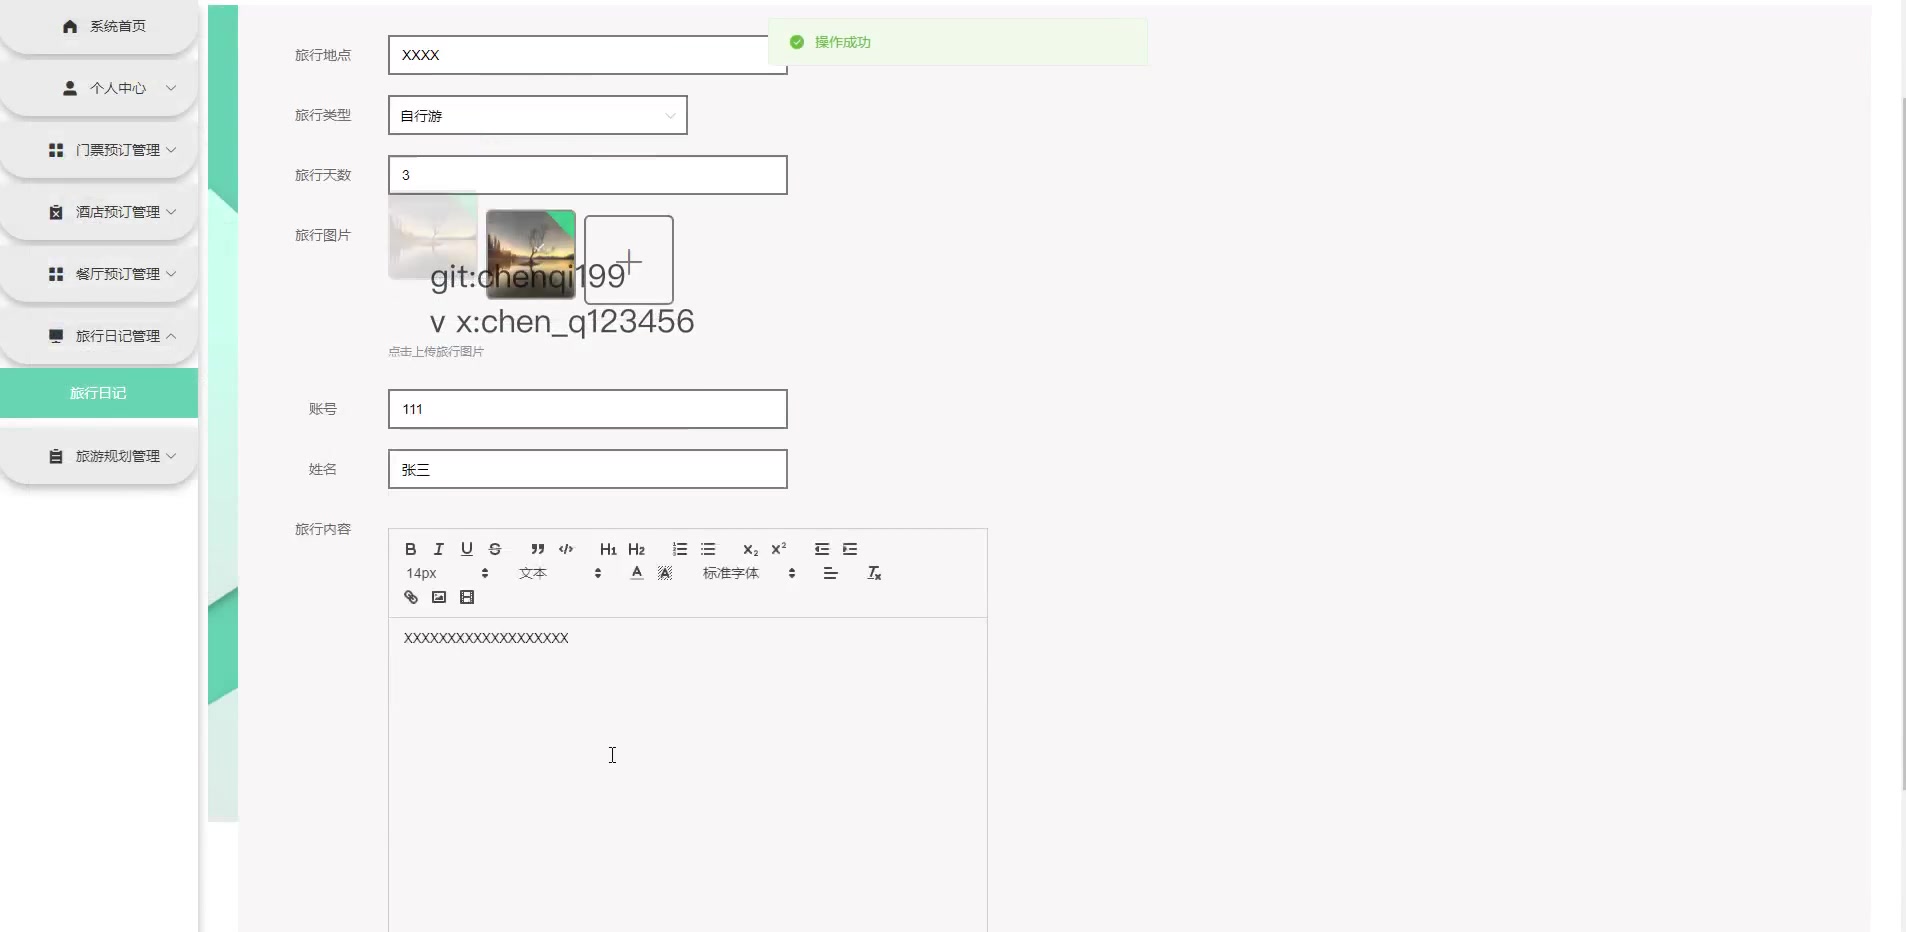 系统首页
个人中心
门票预订管理
酒店预订管理
餐厅预订管理
旅行日记管理
旅行日记
旅游规划管理
操作成功
旅行地点
XXXX
旅行类型
自行游
旅行天数
3
旅行图片
git:chenqi199
v x:chen_q123456
点击上传旅行图片
账号
111
姓名
张三
旅行内容
B I U S H1 H2 X2 X2
14px 文本 A A 标准字体 Tx
XXXXXXXXXXXXXXXXXXX